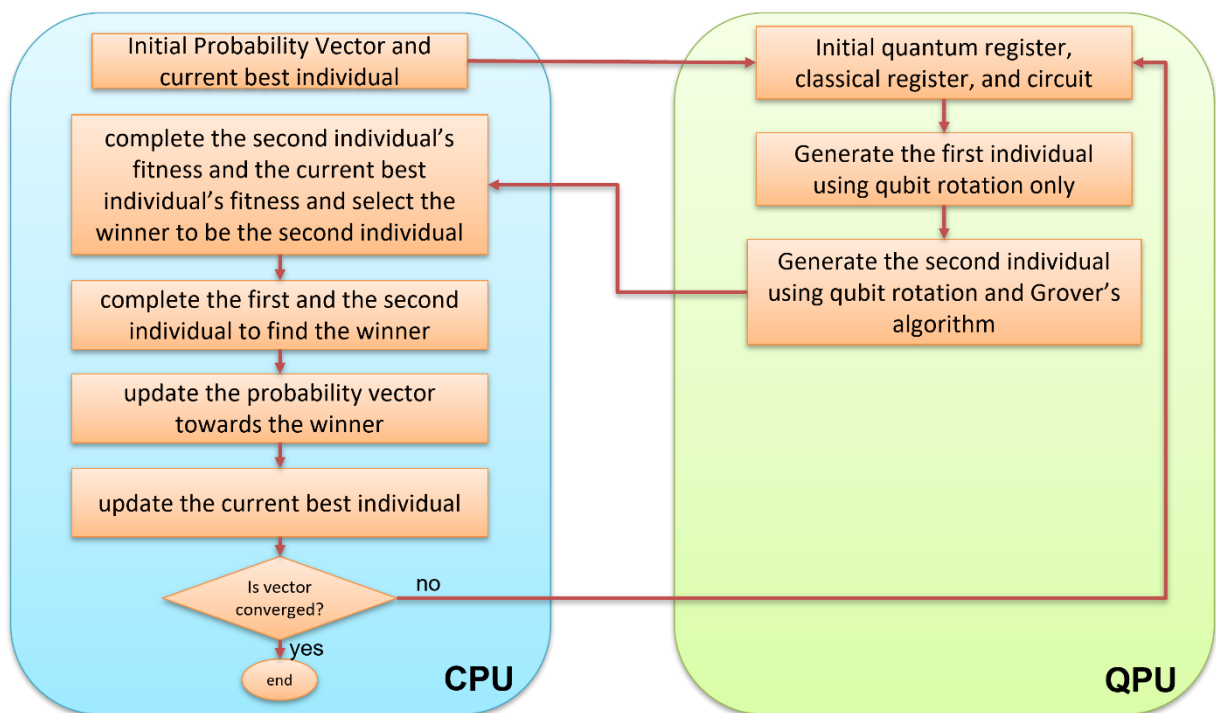 Initial Probability Vector and
current best individual
complete the second individual's
fitness and the current best
individual's fitness and select the
winner to be the second individual
complete the first and the second
individual to find the winner
update the probability vector
towards the winner
update the current best individual
Is vector
converged?
no
yes
end
CPU
Initial quantum register,
classical register, and circuit
Generate the first individual
using qubit rotation only
Generate the second individual
using qubit rotation and Grover's
algorithm
QPU